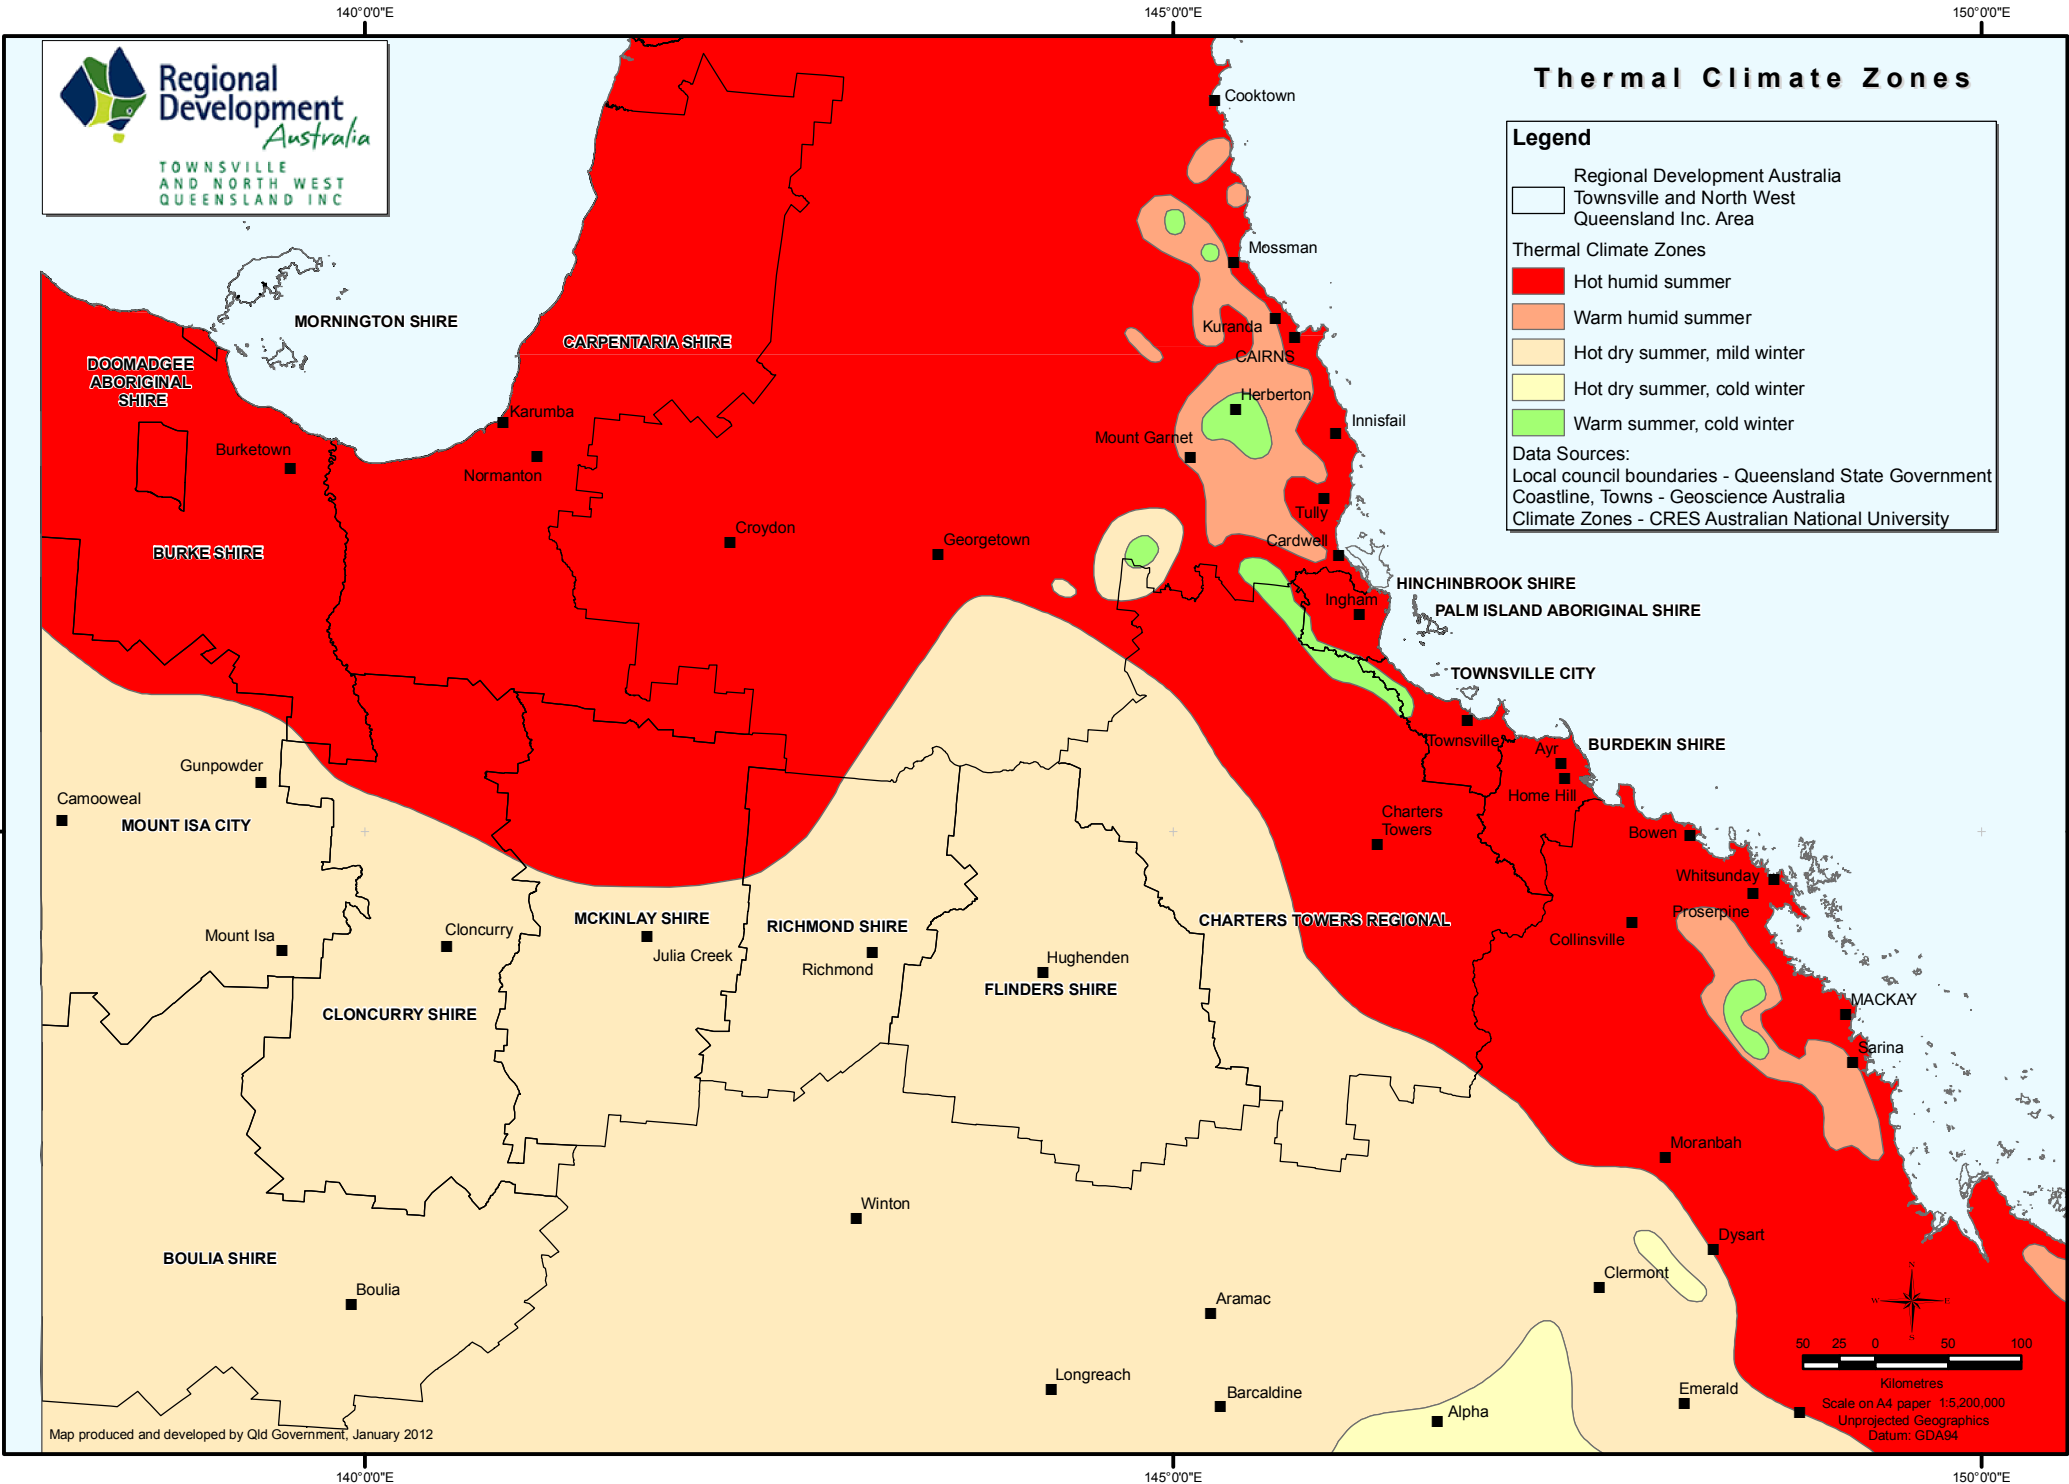 140°0'0"E
145°0'0"E
150°0'0"E
Regional
Development
Australia
TOWNSVILLE
AND NORTH WEST
QUEENSLAND INC
Thermal Climate Zones
Legend
Regional Development Australia
Townsville and North West
Queensland Inc. Area
Thermal Climate Zones
Hot humid summer
Warm humid summer
Hot dry summer, mild winter
Hot dry summer, cold winter
Warm summer, cold winter
Data Sources:
Local council boundaries - Queensland State Government
Coastline, Towns - Geoscience Australia
Climate Zones - CRES Australian National University
Cooktown
Mossman
MORNINGTON SHIRE
Kuranda
CARPENTARIA SHIRE
CAIRNS
DOOMADGEE
ABORIGINAL
SHIRE
Herberton
Karumba
Innisfail
Mount Garnet
Burketown
Normanton
Tully
Croydon
Georgetown
Cardwell
BURKE SHIRE
HINCHINBROOK SHIRE
Ingham
PALM ISLAND ABORIGINAL SHIRE
TOWNSVILLE CITY
Townsville
Ayr
BURDEKIN SHIRE
Gunpowder
Home Hill
Camooweal
MOUNT ISA CITY
Charters
Towers
Bowen
Whitsunday
Proserpine
MCKINLAY SHIRE
RICHMOND SHIRE
CHARTERS TOWERS REGIONAL
Cloncurry
Mount Isa
Collinsville
Julia Creek
Richmond
Hughenden
FLINDERS SHIRE
MACKAY
CLONCURRY SHIRE
Sarina
Moranbah
Winton
Dysart
BOULIA SHIRE
Clermont
Boulia
Aramac
N
W
E
S
50 25 0 50 100
Kilometres
Longreach
Barcaldine
Emerald
Alpha
Scale on A4 paper 1:5,200,000
Unprojected Geographics
Datum: GDA94
Map produced and developed by Qld Government, January 2012
140°0'0"E
145°0'0"E
150°0'0"E